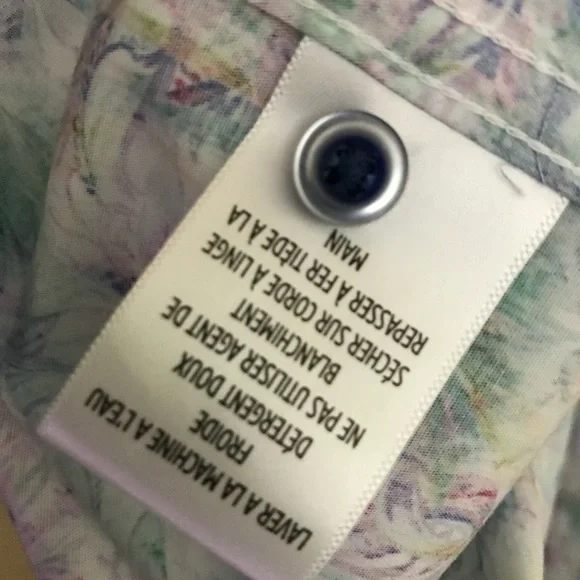 LAVER A LA MACHINE A L'EAU
FROIDE
DÉTERGENT DOUX
NE PAS UTILISER AGENT DE
BLANCHIMENT
SÉCHER SUR CORDE À LINGE
REPASSER À FER TIEDE À LA
MAIN